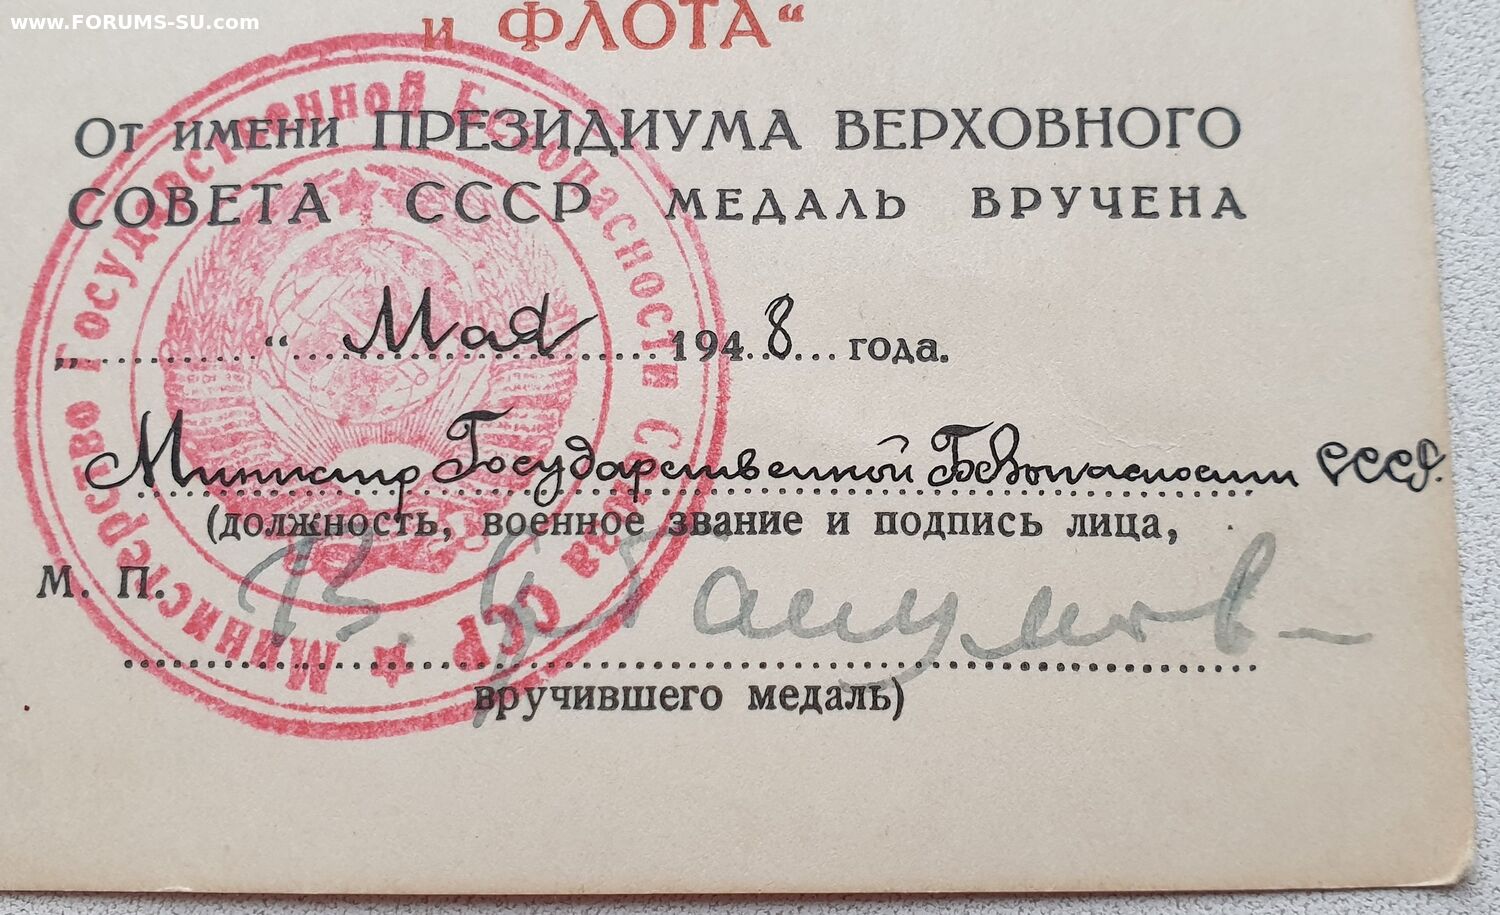 www.FORUMS-SU.com
и ФЛОТА“
От имени ПРЕЗИДИУМА ВЕРХОВНОГО
СОВЕТА СССР МЕДАЛЬ ВРУЧЕНА
„ “ Мая 1948 года.
Министр Государственной Безопасности СССР.
(должность, военное звание и подпись лица,
М. П. В. Абакумов
вручившего медаль)
Министерство Государственной Безопасности Союза ССР